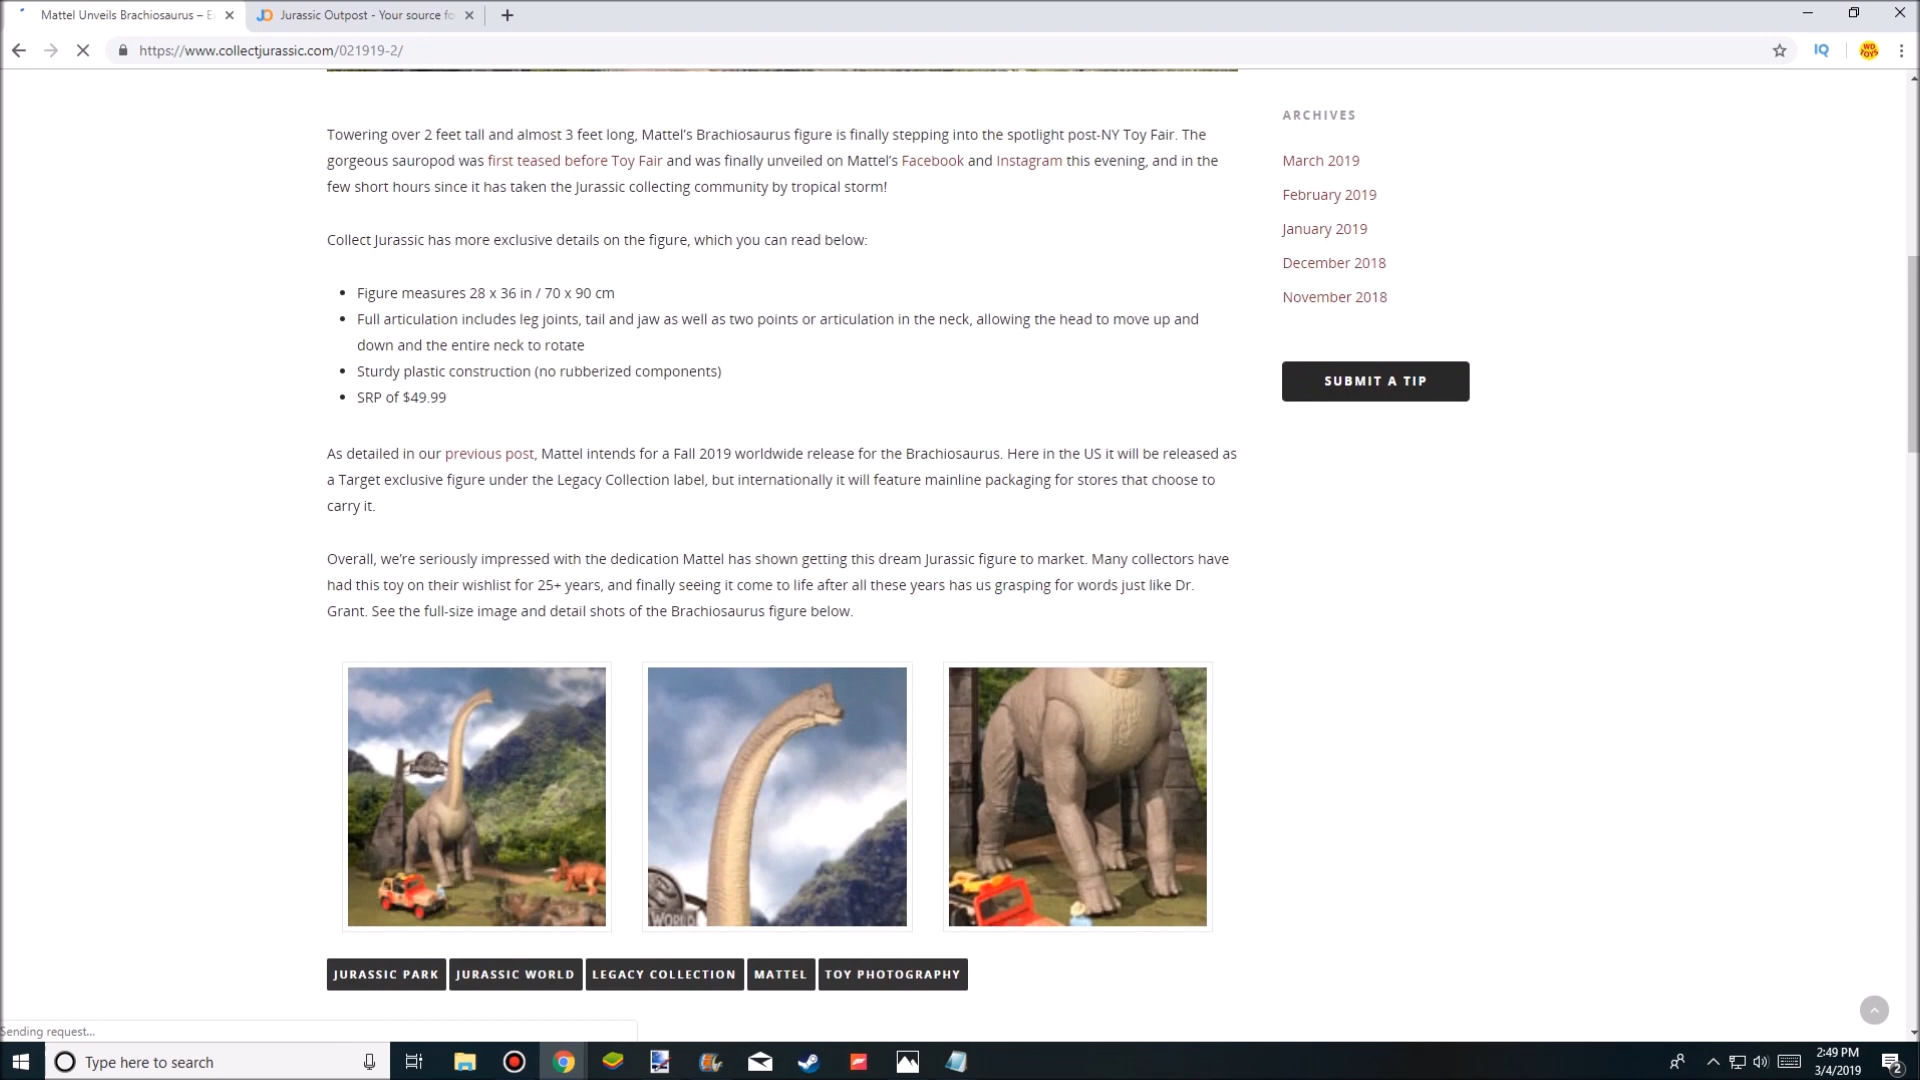 Mattel Unveils Brachiosaurus – E
Jurassic Outpost - Your source fo
https://www.collectjurassic.com/021919-2/
IQ
WD TOYS
Towering over 2 feet tall and almost 3 feet long, Mattel's Brachiosaurus figure is finally stepping into the spotlight post-NY Toy Fair. The
gorgeous sauropod was first teased before Toy Fair and was finally unveiled on Mattel's Facebook and Instagram this evening, and in the
few short hours since it has taken the Jurassic collecting community by tropical storm!
Collect Jurassic has more exclusive details on the figure, which you can read below:
• Figure measures 28 x 36 in / 70 x 90 cm
• Full articulation includes leg joints, tail and jaw as well as two points or articulation in the neck, allowing the head to move up and
down and the entire neck to rotate
• Sturdy plastic construction (no rubberized components)
• SRP of $49.99
As detailed in our previous post, Mattel intends for a Fall 2019 worldwide release for the Brachiosaurus. Here in the US it will be released as
a Target exclusive figure under the Legacy Collection label, but internationally it will feature mainline packaging for stores that choose to
carry it.
Overall, we're seriously impressed with the dedication Mattel has shown getting this dream Jurassic figure to market. Many collectors have
had this toy on their wishlist for 25+ years, and finally seeing it come to life after all these years has us grasping for words just like Dr.
Grant. See the full-size image and detail shots of the Brachiosaurus figure below.
WORLD
JURASSIC PARK
JURASSIC WORLD
LEGACY COLLECTION
MATTEL
TOY PHOTOGRAPHY
ARCHIVES
March 2019
February 2019
January 2019
December 2018
November 2018
SUBMIT A TIP
Sending request...
Type here to search
2:49 PM
3/4/2019
2